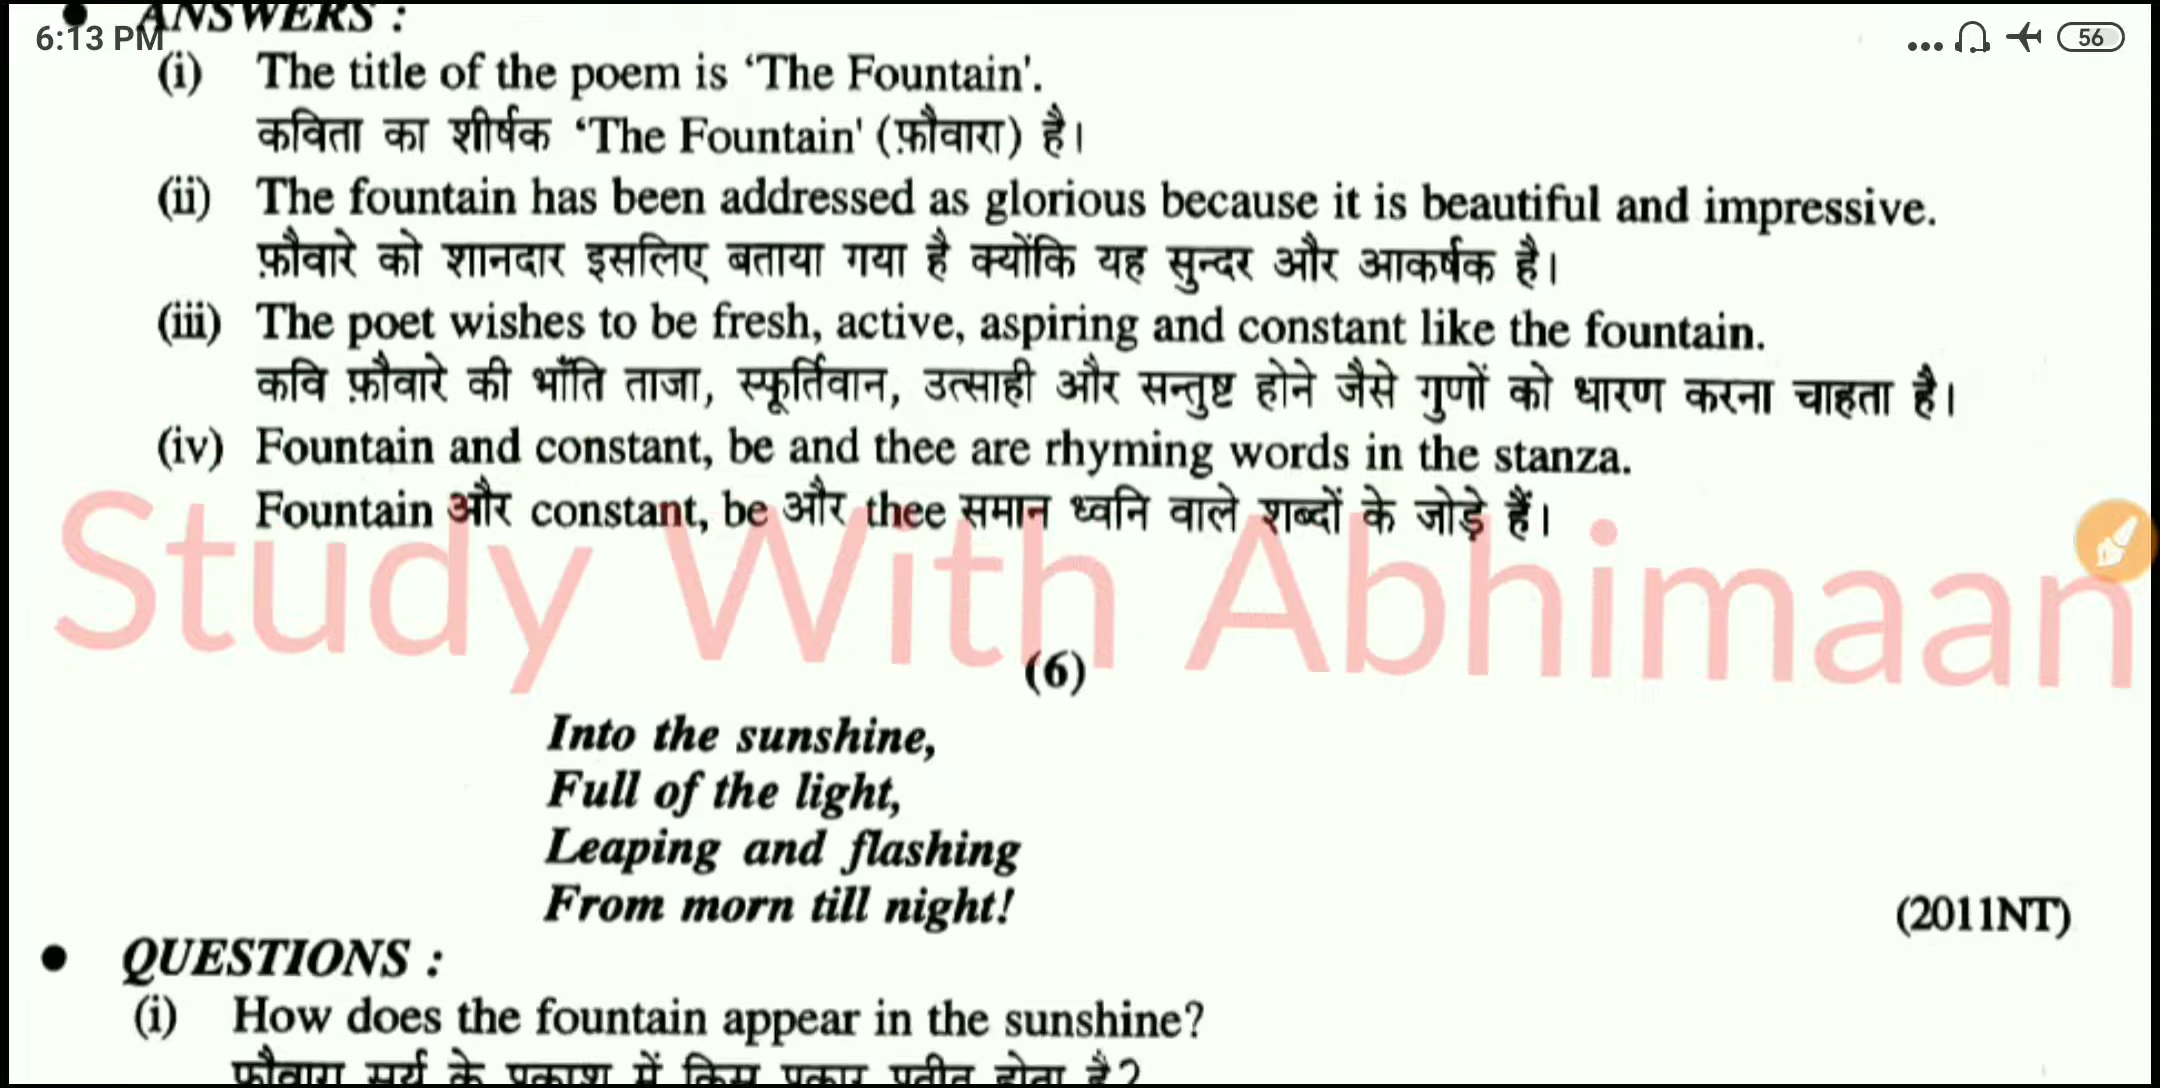 ANSWERS :
6:13 PM
56
(i) The title of the poem is ‘The Fountain'.
कविता का शीर्षक ‘The Fountain' (फ़ौवारा) है।
(ii) The fountain has been addressed as glorious because it is beautiful and impressive.
फ़ौवारे को शानदार इसलिए बताया गया है क्योंकि यह सुन्दर और आकर्षक है।
(iii) The poet wishes to be fresh, active, aspiring and constant like the fountain.
कवि फ़ौवारे की भाँति ताजा, स्फूर्तिवान, उत्साही और सन्तुष्ट होने जैसे गुणों को धारण करना चाहता है।
(iv) Fountain and constant, be and thee are rhyming words in the stanza.
Fountain और constant, be और thee समान ध्वनि वाले शब्दों के जोड़े हैं।
Study With Abhimaan
(6)
Into the sunshine,
Full of the light,
Leaping and flashing
From morn till night!
(2011NT)
• QUESTIONS :
(i) How does the fountain appear in the sunshine?
फ़ौवारा सूर्य के प्रकाश में किस प्रकार प्रतीत होता है?